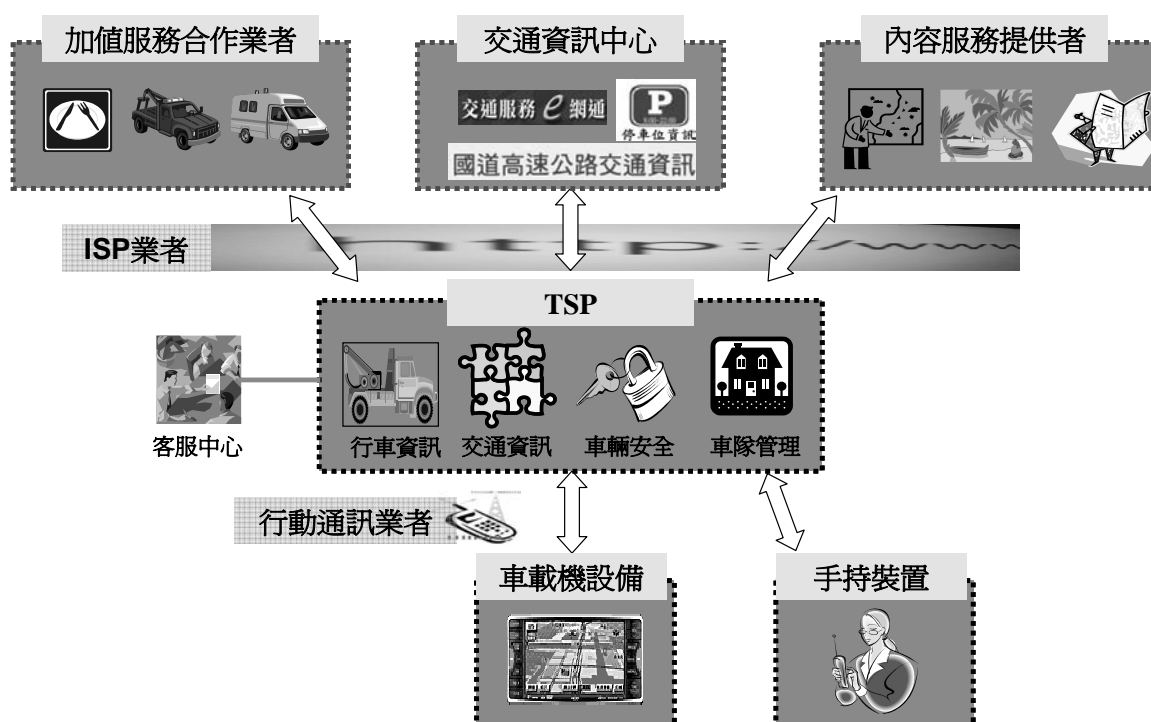 加值服務合作業者
交通資訊中心
內容服務提供者
交通服務 e 網通
P
停車位資訊
國道高速公路交通資訊
ISP業者
http:/
TSP
行車資訊
交通資訊
車輛安全
車隊管理
客服中心
行動通訊業者
車載機設備
手持裝置